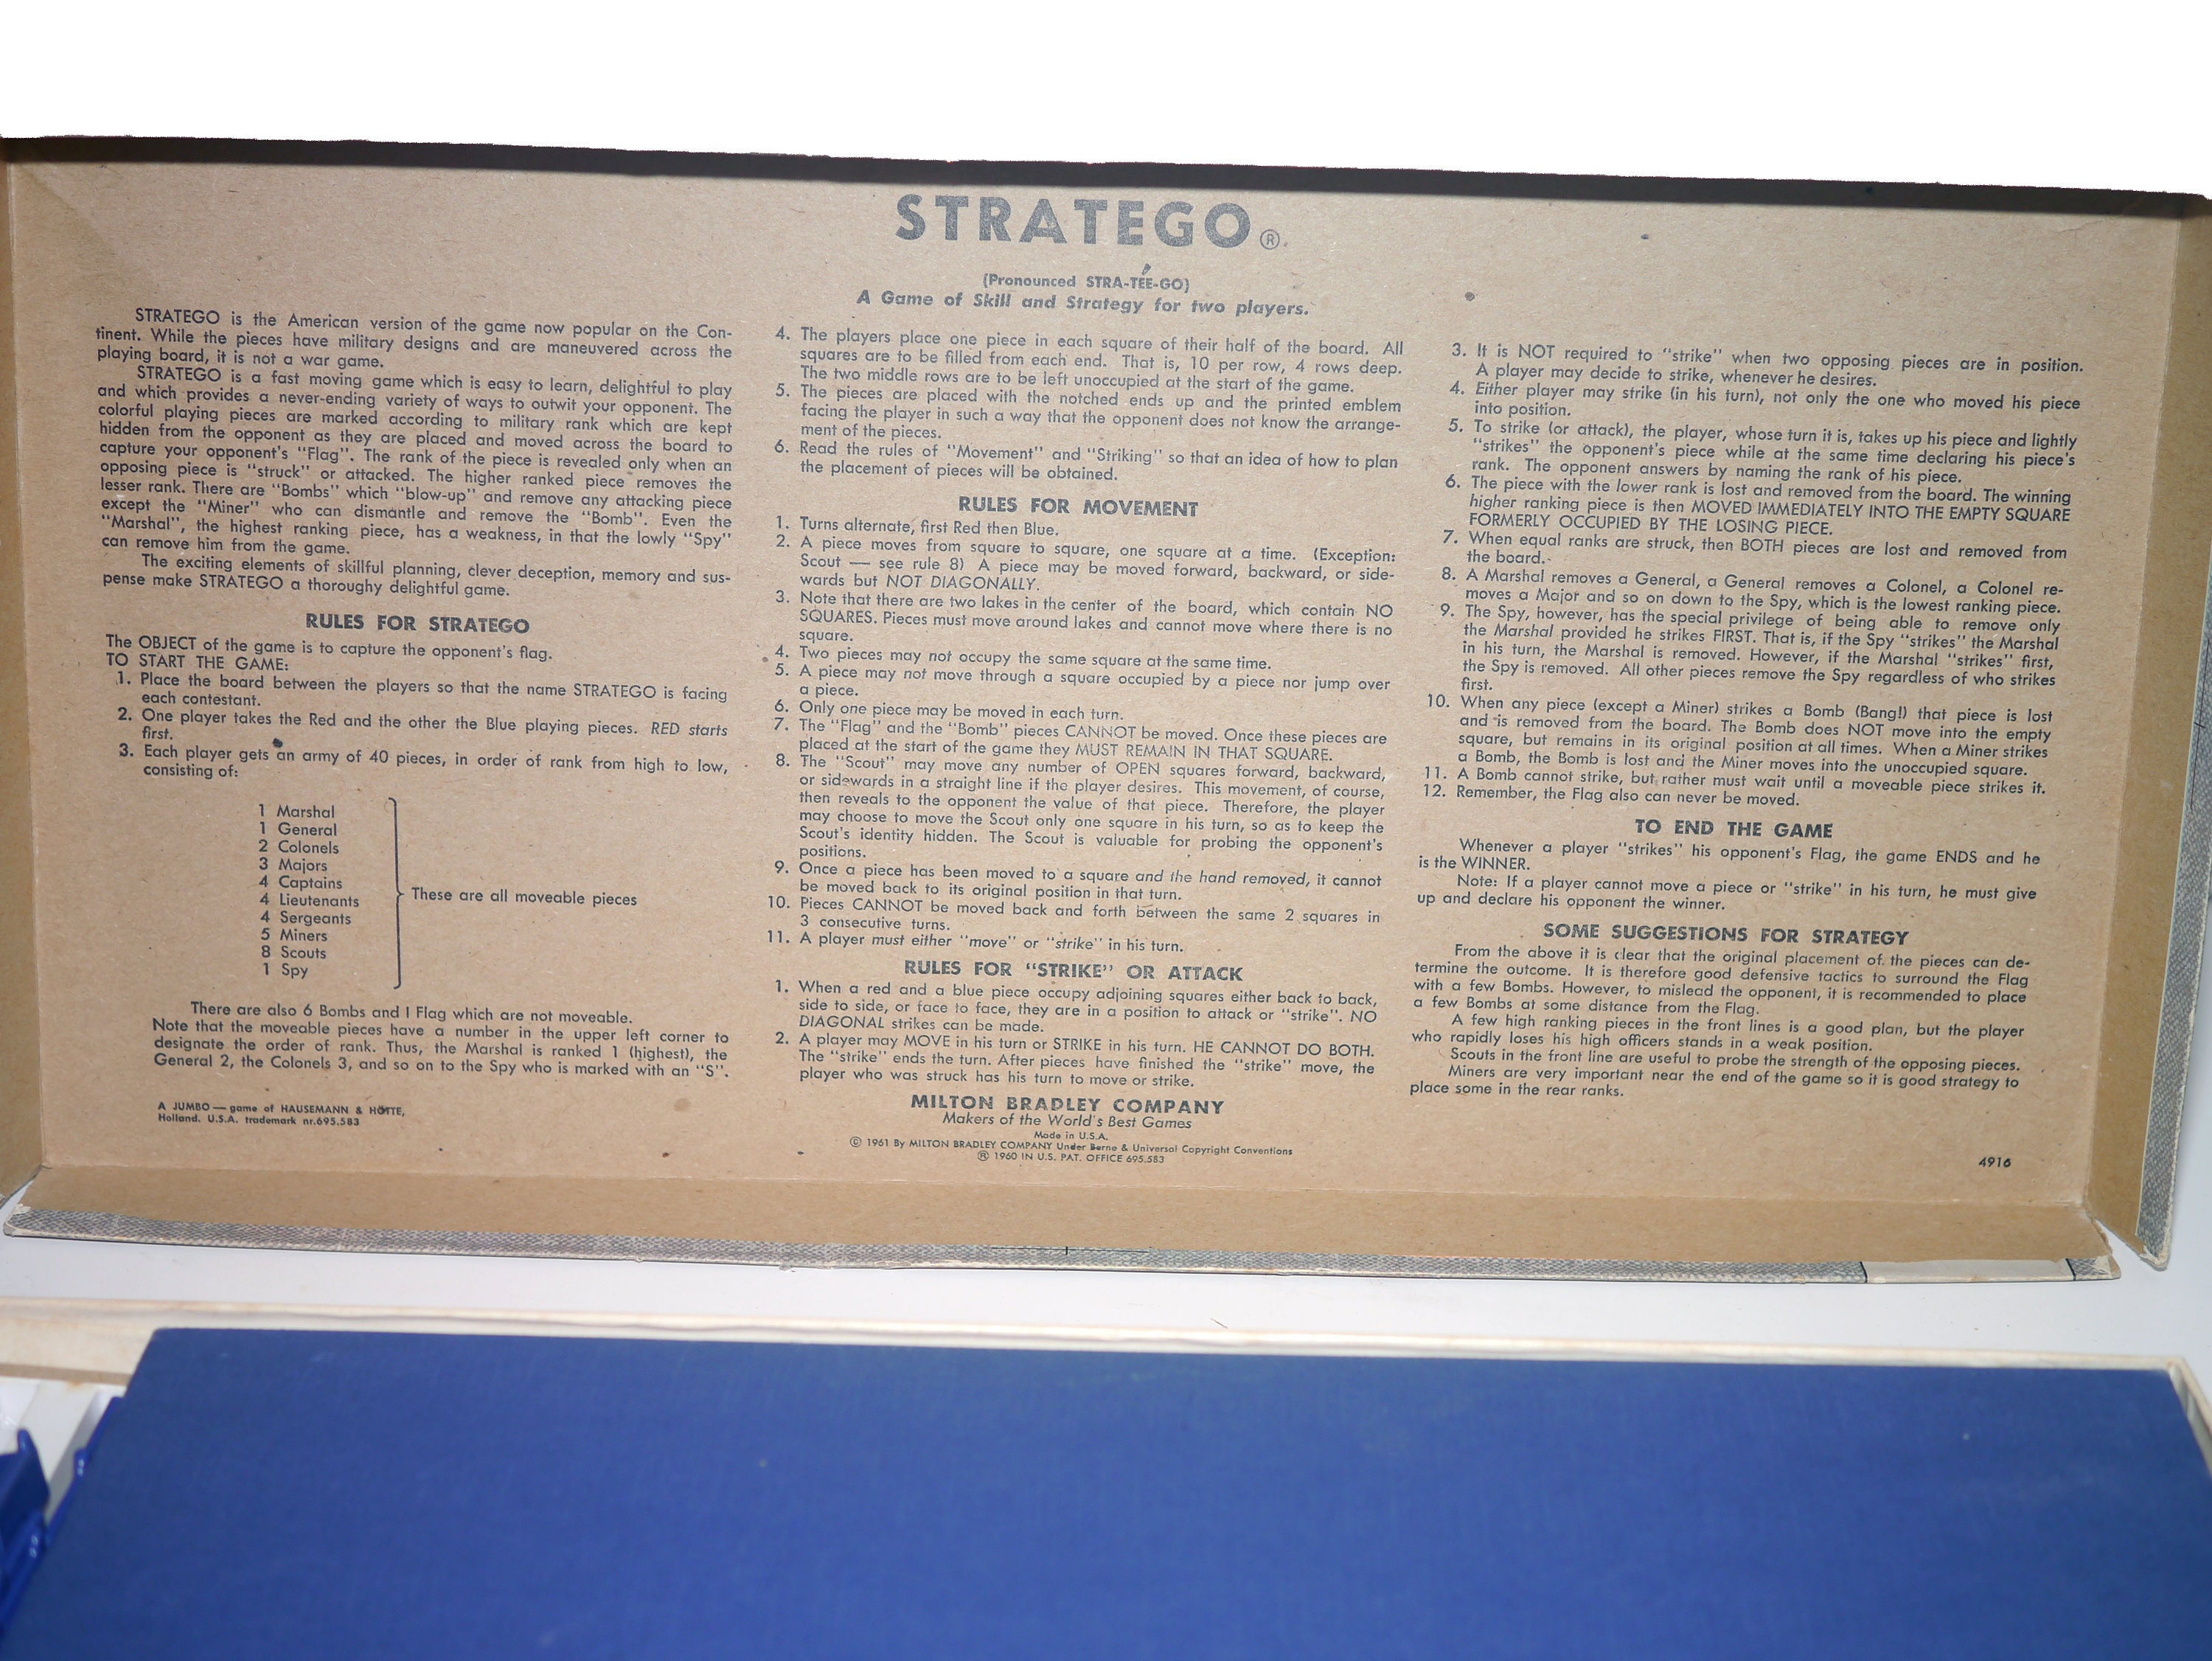 STRATEGO®
(Pronounced STRA-TÉE-GO)
A Game of Skill and Strategy for two players.
STRATEGO is the American version of the game now popular on the Con-
tinent. While the pieces have military designs and are maneuvered across the
playing board, it is not a war game.
STRATEGO is a fast moving game which is easy to learn, delightful to play
and which provides a never-ending variety of ways to outwit your opponent. The
colorful playing pieces are marked according to military rank which are kept
hidden from the opponent as they are placed and moved across the board to
capture your opponent's "Flag". The rank of the piece is revealed only when an
opposing piece is "struck" or attacked. The higher ranked piece removes the
lesser rank. There are "Bombs" which "blow-up" and remove any attacking piece
except the "Miner" who can dismantle and remove the "Bomb". Even the
"Marshal", the highest ranking piece, has a weakness, in that the lowly "Spy"
can remove him from the game.
The exciting elements of skillful planning, clever deception, memory and sus-
pense make STRATEGO a thoroughy delightful game.
RULES FOR STRATEGO
The OBJECT of the game is to capture the opponent's flag.
TO START THE GAME:
1. Place the board between the players so that the name STRATEGO is facing
each contestant.
2. One player takes the Red and the other the Blue playing pieces. RED starts
first.
3. Each player gets an army of 40 pieces, in order of rank from high to low,
consisting of:
1 Marshal
1 General
2 Colonels
3 Majors
4 Captains
4 Lieutenants
4 Sergeants
5 Miners
8 Scouts
1 Spy
These are all moveable pieces
There are also 6 Bombs and I Flag which are not moveable.
Note that the moveable pieces have a number in the upper left corner to
designate the order of rank. Thus, the Marshal is ranked 1 (highest), the
General 2, the Colonels 3, and so on to the Spy who is marked with an "S".
A JUMBO — game of HAUSEMANN & HÖTTE,
Holland. U.S.A. trademark nr.695.583
4. The players place one piece in each square of their half of the board. All
squares are to be filled from each end. That is, 10 per row, 4 rows deep.
The two middle rows are to be left unoccupied at the start of the game.
5. The pieces are placed with the notched ends up and the printed emblem
facing the player in such a way that the opponent does not know the arrange-
ment of the pieces.
6. Read the rules of "Movement" and "Striking" so that an idea of how to plan
the placement of pieces will be obtained.
RULES FOR MOVEMENT
1. Turns alternate, first Red then Blue.
2. A piece moves from square to square, one square at a time. (Exception:
Scout — see rule 8) A piece may be moved forward, backward, or side-
wards but NOT DIAGONALLY.
3. Note that there are two lakes in the center of the board, which contain NO
SQUARES. Pieces must move around lakes and cannot move where there is no
square.
4. Two pieces may not occupy the same square at the same time.
5. A piece may not move through a square occupied by a piece nor jump over
a piece.
6. Only one piece may be moved in each turn.
7. The "Flag" and the "Bomb" pieces CANNOT be moved. Once these pieces are
placed at the start of the game they MUST REMAIN IN THAT SQUARE.
8. The "Scout" may move any number of OPEN squares forward, backward,
or sidewards in a straight line if the player desires. This movement, of course,
then reveals to the opponent the value of that piece. Therefore, the player
may choose to move the Scout only one square in his turn, so as to keep the
Scout's identity hidden. The Scout is valuable for probing the opponent's
positions.
9. Once a piece has been moved to a square and the hand removed, it cannot
be moved back to its original position in that turn.
10. Pieces CANNOT be moved back and forth between the same 2 squares in
3 consecutive turns.
11. A player must either "move" or "strike" in his turn.
RULES FOR "STRIKE" OR ATTACK
1. When a red and a blue piece occupy adjoining squares either back to back,
side to side, or face to face, they are in a position to attack or "strike". NO
DIAGONAL strikes can be made.
2. A player may MOVE in his turn or STRIKE in his turn. HE CANNOT DO BOTH.
The "strike" ends the turn. After pieces have finished the "strike" move, the
player who was struck has his turn to move or strike.
MILTON BRADLEY COMPANY
Makers of the World's Best Games
Made in U.S.A.
© 1961 By MILTON BRADLEY COMPANY Under Berne & Universal Copyright Conventions
® 1960 IN U.S. PAT. OFFICE 695.583
3. It is NOT required to "strike" when two opposing pieces are in position.
A player may decide to strike, whenever he desires.
4. Either player may strike (in his turn), not only the one who moved his piece
into position.
5. To strike (or attack), the player, whose turn it is, takes up his piece and lightly
"strikes" the opponent's piece while at the same time declaring his piece's
rank. The opponent answers by naming the rank of his piece.
6. The piece with the lower rank is lost and removed from the board. The winning
higher ranking piece is then MOVED IMMEDIATELY INTO THE EMPTY SQUARE
FORMERLY OCCUPIED BY THE LOSING PIECE.
7. When equal ranks are struck, then BOTH pieces are lost and removed from
the board.
8. A Marshal removes a General, a General removes a Colonel, a Colonel re-
moves a Major and so on down to the Spy, which is the lowest ranking piece.
9. The Spy, however, has the special privilege of being able to remove only
the Marshal provided he strikes FIRST. That is, if the Spy "strikes" the Marshal
in his turn, the Marshal is removed. However, if the Marshal "strikes" first,
the Spy is removed. All other pieces remove the Spy regardless of who strikes
first.
10. When any piece (except a Miner) strikes a Bomb (Bang!) that piece is lost
and is removed from the board. The Bomb does NOT move into the empty
square, but remains in its original position at all times. When a Miner strikes
a Bomb, the Bomb is lost and the Miner moves into the unoccupied square.
11. A Bomb cannot strike, but rather must wait until a moveable piece strikes it.
12. Remember, the Flag also can never be moved.
TO END THE GAME
Whenever a player "strikes" his opponent's Flag, the game ENDS and he
is the WINNER.
Note: If a player cannot move a piece or "strike" in his turn, he must give
up and declare his opponent the winner.
SOME SUGGESTIONS FOR STRATEGY
From the above it is clear that the original placement of the pieces can de-
termine the outcome. It is therefore good defensive tactics to surround the Flag
with a few Bombs. However, to mislead the opponent, it is recommended to place
a few Bombs at some distance from the Flag.
A few high ranking pieces in the front lines is a good plan, but the player
who rapidly loses his high officers stands in a weak position.
Scouts in the front line are useful to probe the strength of the opposing pieces.
Miners are very important near the end of the game so it is good strategy to
place some in the rear ranks.
4916